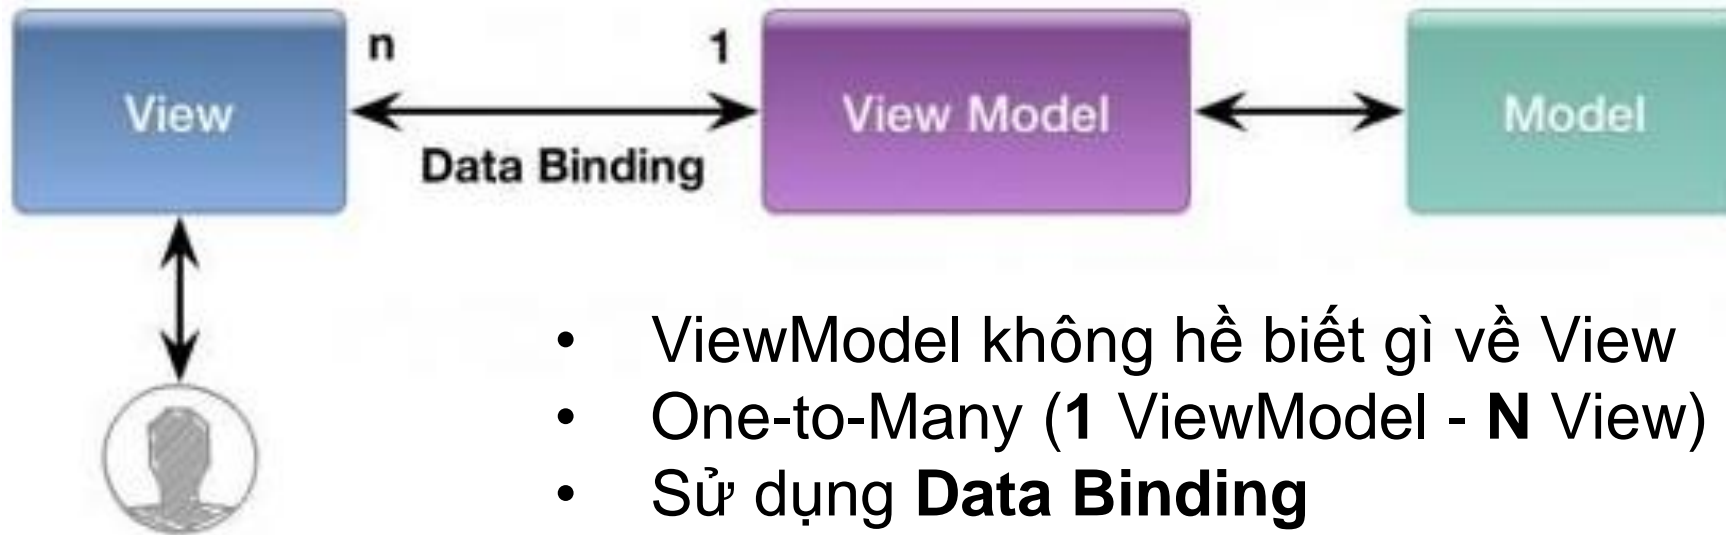 n
1
View
View Model
Model
Data Binding
• ViewModel không hề biết gì về View
• One-to-Many (1 ViewModel - N View)
• Sử dụng Data Binding